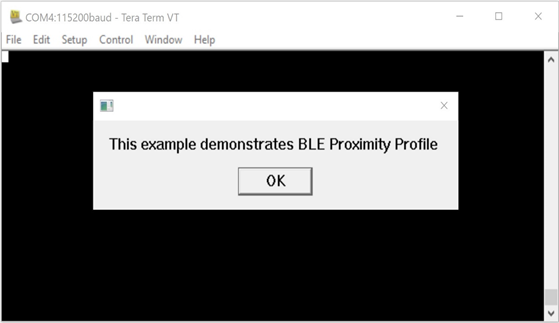 COM4:115200baud - Tera Term VT
File Edit Setup Control Window Help
This example demonstrates BLE Proximity Profile
OK